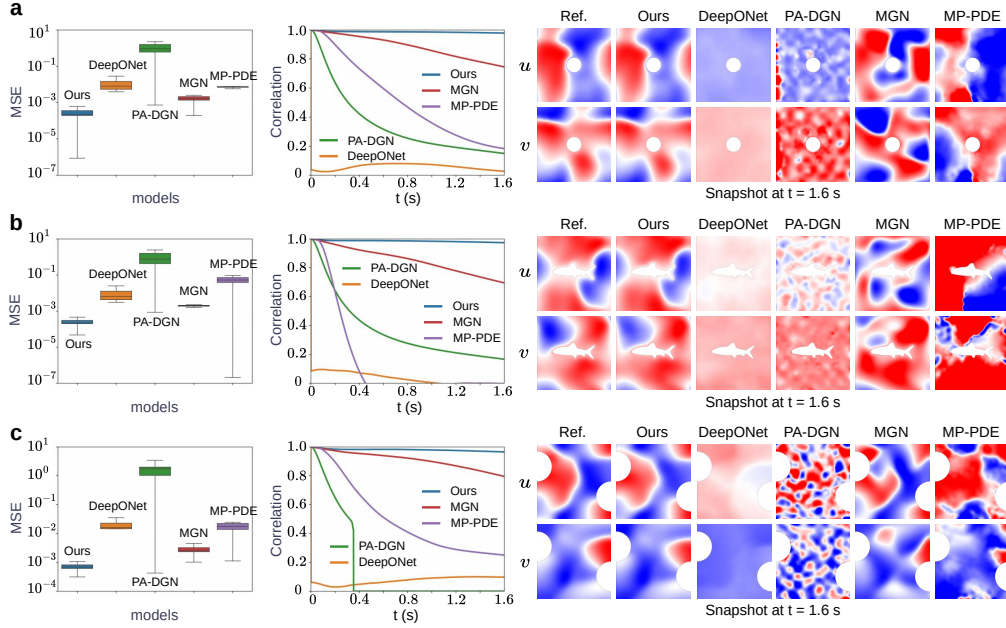 a
10^1
10^-1
10^-3
10^-5
10^-7
MSE
Ours
DeepONet
PA-DGN
MGN
MP-PDE
models
1.0
0.8
0.6
0.4
0.2
0
Correlation
Ours
MGN
MP-PDE
PA-DGN
DeepONet
0 0.4 0.8 1.2 1.6
t (s)
Ref. Ours DeepONet PA-DGN MGN MP-PDE
u
v
Snapshot at t = 1.6 s
b
10^1
10^-1
10^-3
10^-5
10^-7
MSE
Ours
DeepONet
PA-DGN
MGN
MP-PDE
models
1.0
0.8
0.6
0.4
0.2
0
Correlation
PA-DGN
DeepONet
Ours
MGN
MP-PDE
0 0.4 0.8 1.2 1.6
t (s)
Ref. Ours DeepONet PA-DGN MGN MP-PDE
u
v
Snapshot at t = 1.6 s
c
10^1
10^0
10^-1
10^-2
10^-3
10^-4
MSE
Ours
DeepONet
PA-DGN
MGN
MP-PDE
models
1.0
0.8
0.6
0.4
0.2
0
Correlation
Ours
MGN
MP-PDE
PA-DGN
DeepONet
0 0.4 0.8 1.2 1.6
t (s)
Ref. Ours DeepONet PA-DGN MGN MP-PDE
u
v
Snapshot at t = 1.6 s